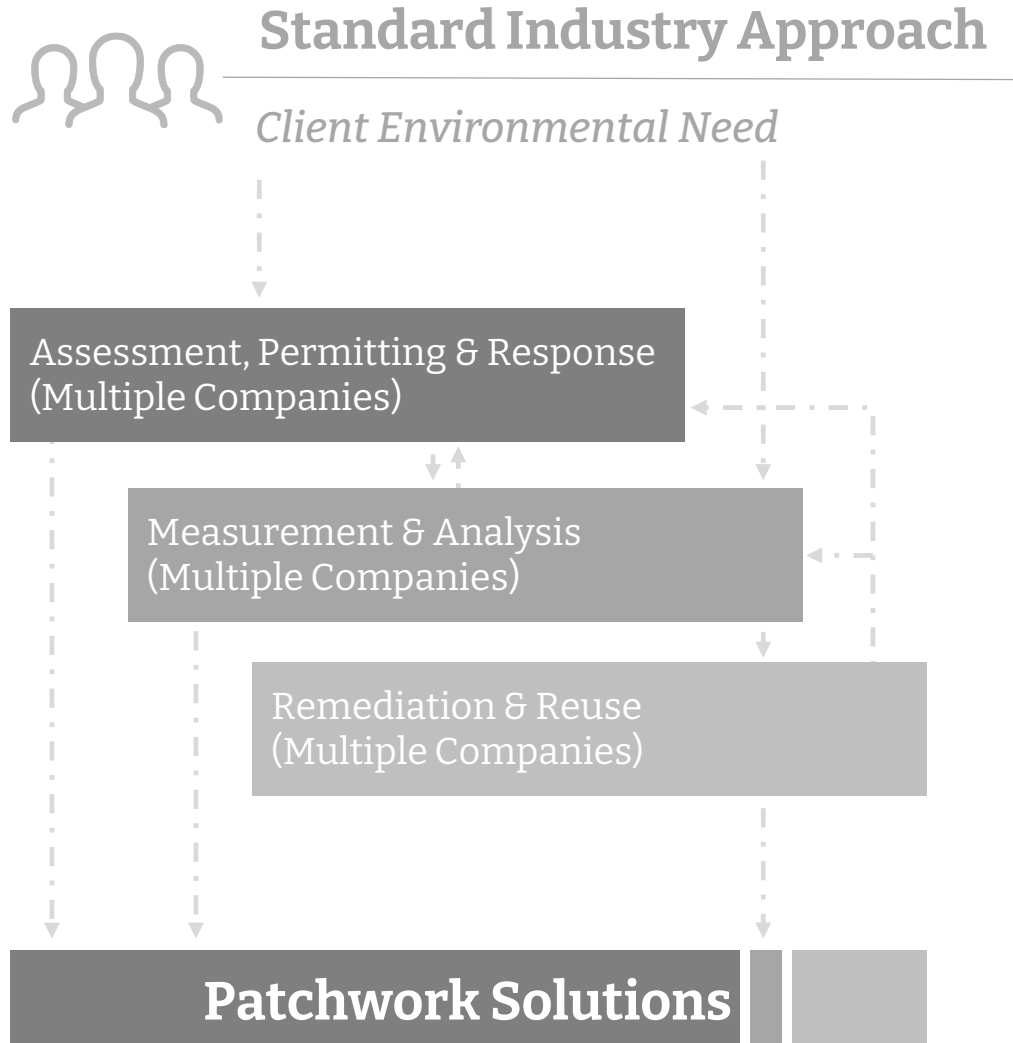 Standard Industry Approach
Client Environmental Need
Assessment, Permitting & Response
(Multiple Companies)
Measurement & Analysis
(Multiple Companies)
Remediation & Reuse
(Multiple Companies)
Patchwork Solutions